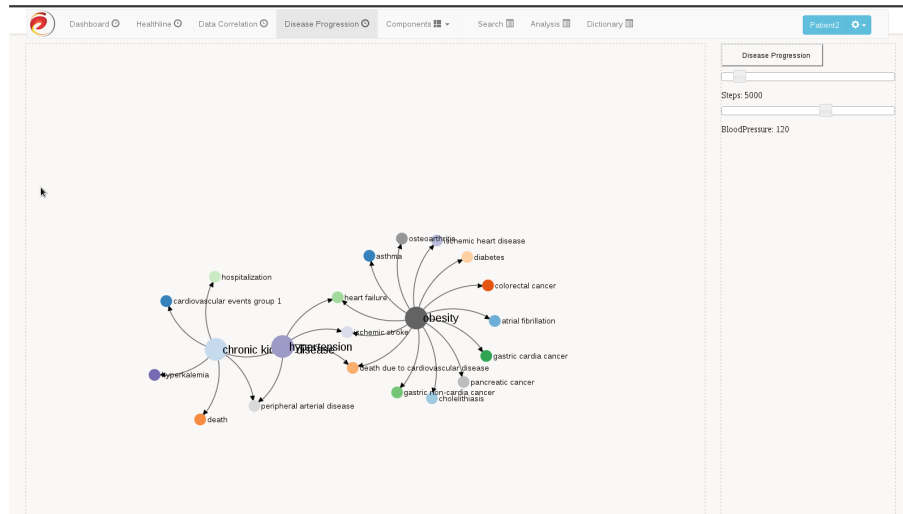 Dashboard
Healthline
Data Correlation
Disease Progression
Components
Search
Analysis
Dictionary
Patient2
Disease Progression
Steps: 5000
BloodPressure: 120
osteoarthritis
ischemic heart disease
asthma
diabetes
hospitalization
colorectal cancer
heart failure
cardiovascular events group 1
obesity
atrial fibrillation
ischemic stroke
chronic kidney disease
hypertension
gastric cardia cancer
death due to cardiovascular disease
hyperkalemia
pancreatic cancer
gastric non-cardia cancer
cholelithiasis
peripheral arterial disease
death